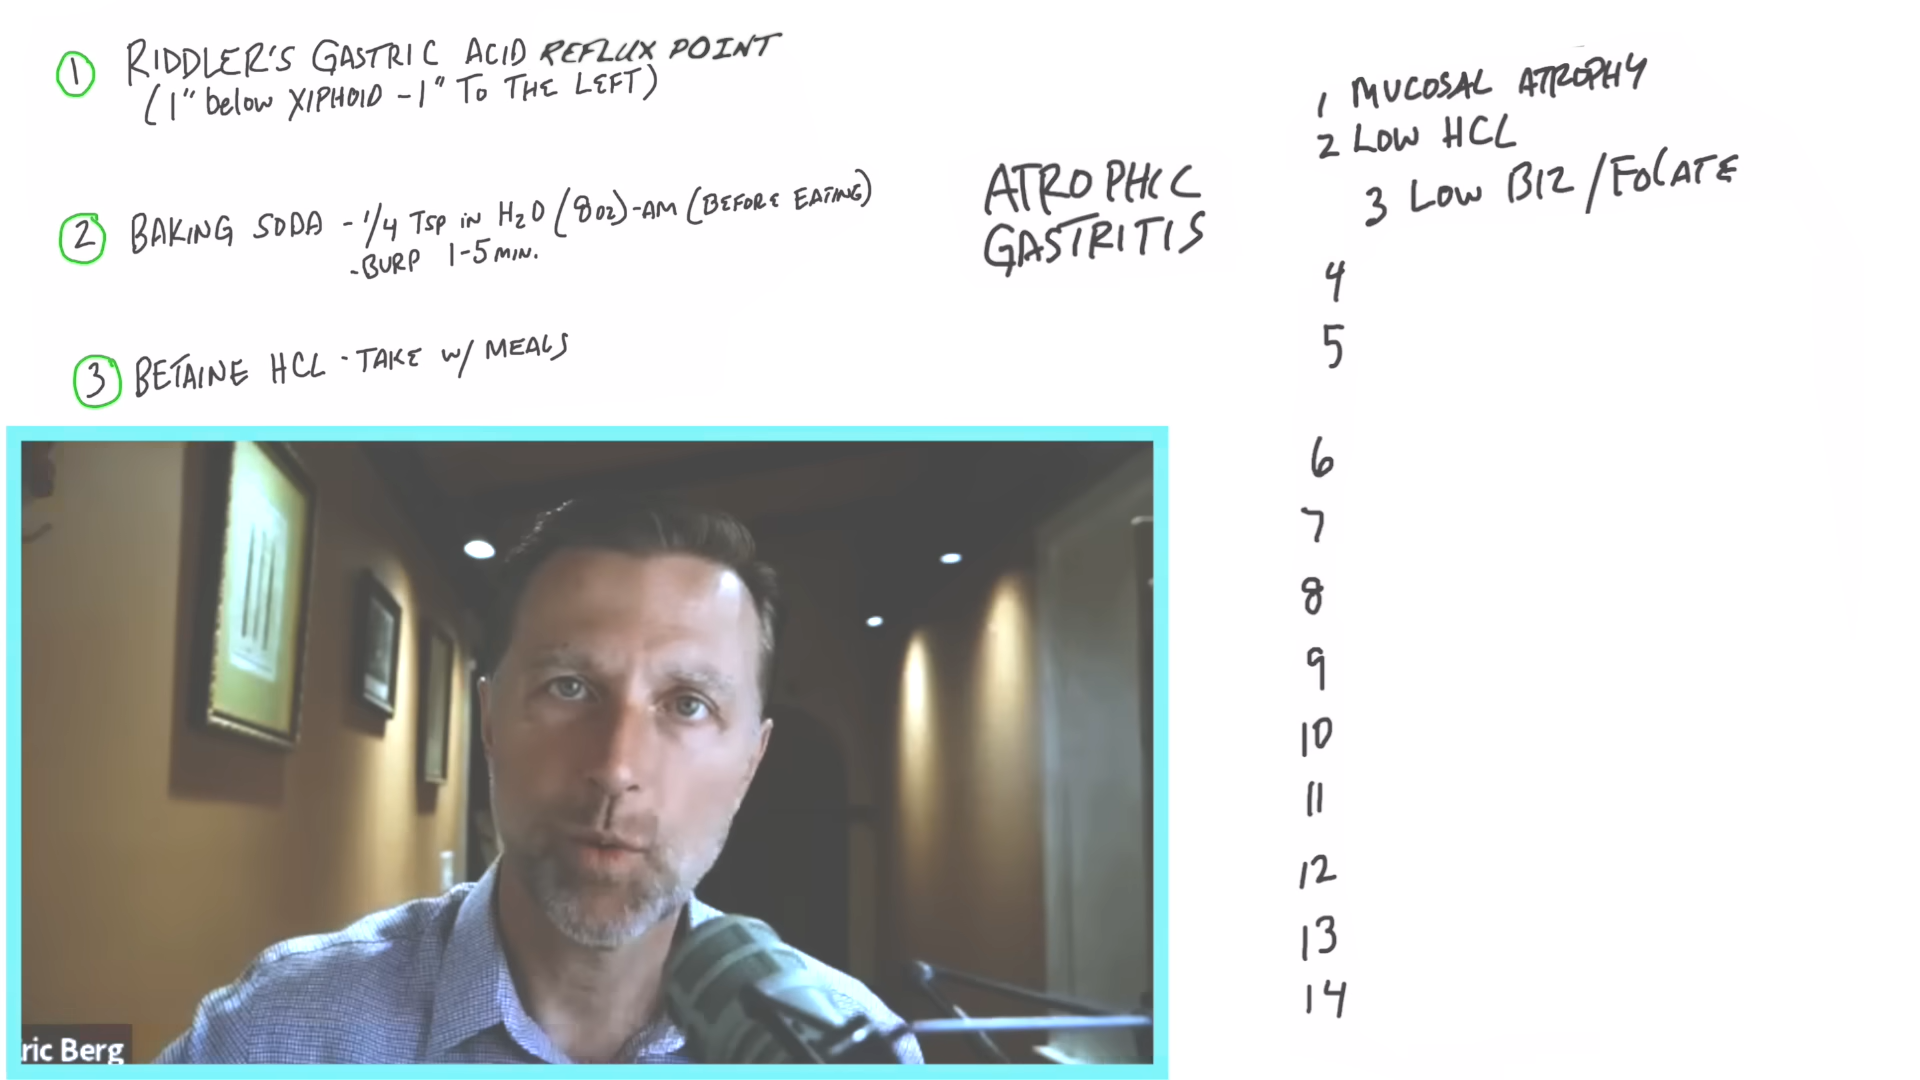 1 RIDDLER'S GASTRIC ACID REFLUX POINT
(1" below XIPHOID - 1" TO THE LEFT)
2 BAKING SODA - 1/4 TSP IN H2O (8 OZ) - AM (BEFORE EATING)
- BURP 1-5 MIN.
3 BETAINE HCL - TAKE W/ MEALS
ATROPHIC
GASTRITIS
1 MUCOSAL ATROPHY
2 LOW HCL
3 LOW B12 / FOLATE
4
5
6
7
8
9
10
11
12
13
14
ric Berg